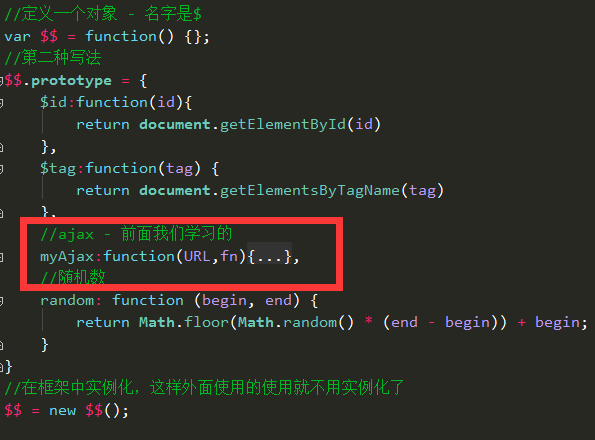 //定义一个对象 - 名字是$
var $$ = function() {};
//第二种写法
$$.prototype = {
$id:function(id){
return document.getElementById(id)
},
$tag:function(tag) {
return document.getElementsByTagName(tag)
},
//ajax - 前面我们学习的
myAjax:function(URL,fn){...},
//随机数
random: function (begin, end) {
return Math.floor(Math.random() * (end - begin)) + begin;
}
}
//在框架中实例化，这样外面使用的使用就不用实例化了
$$ = new $$();